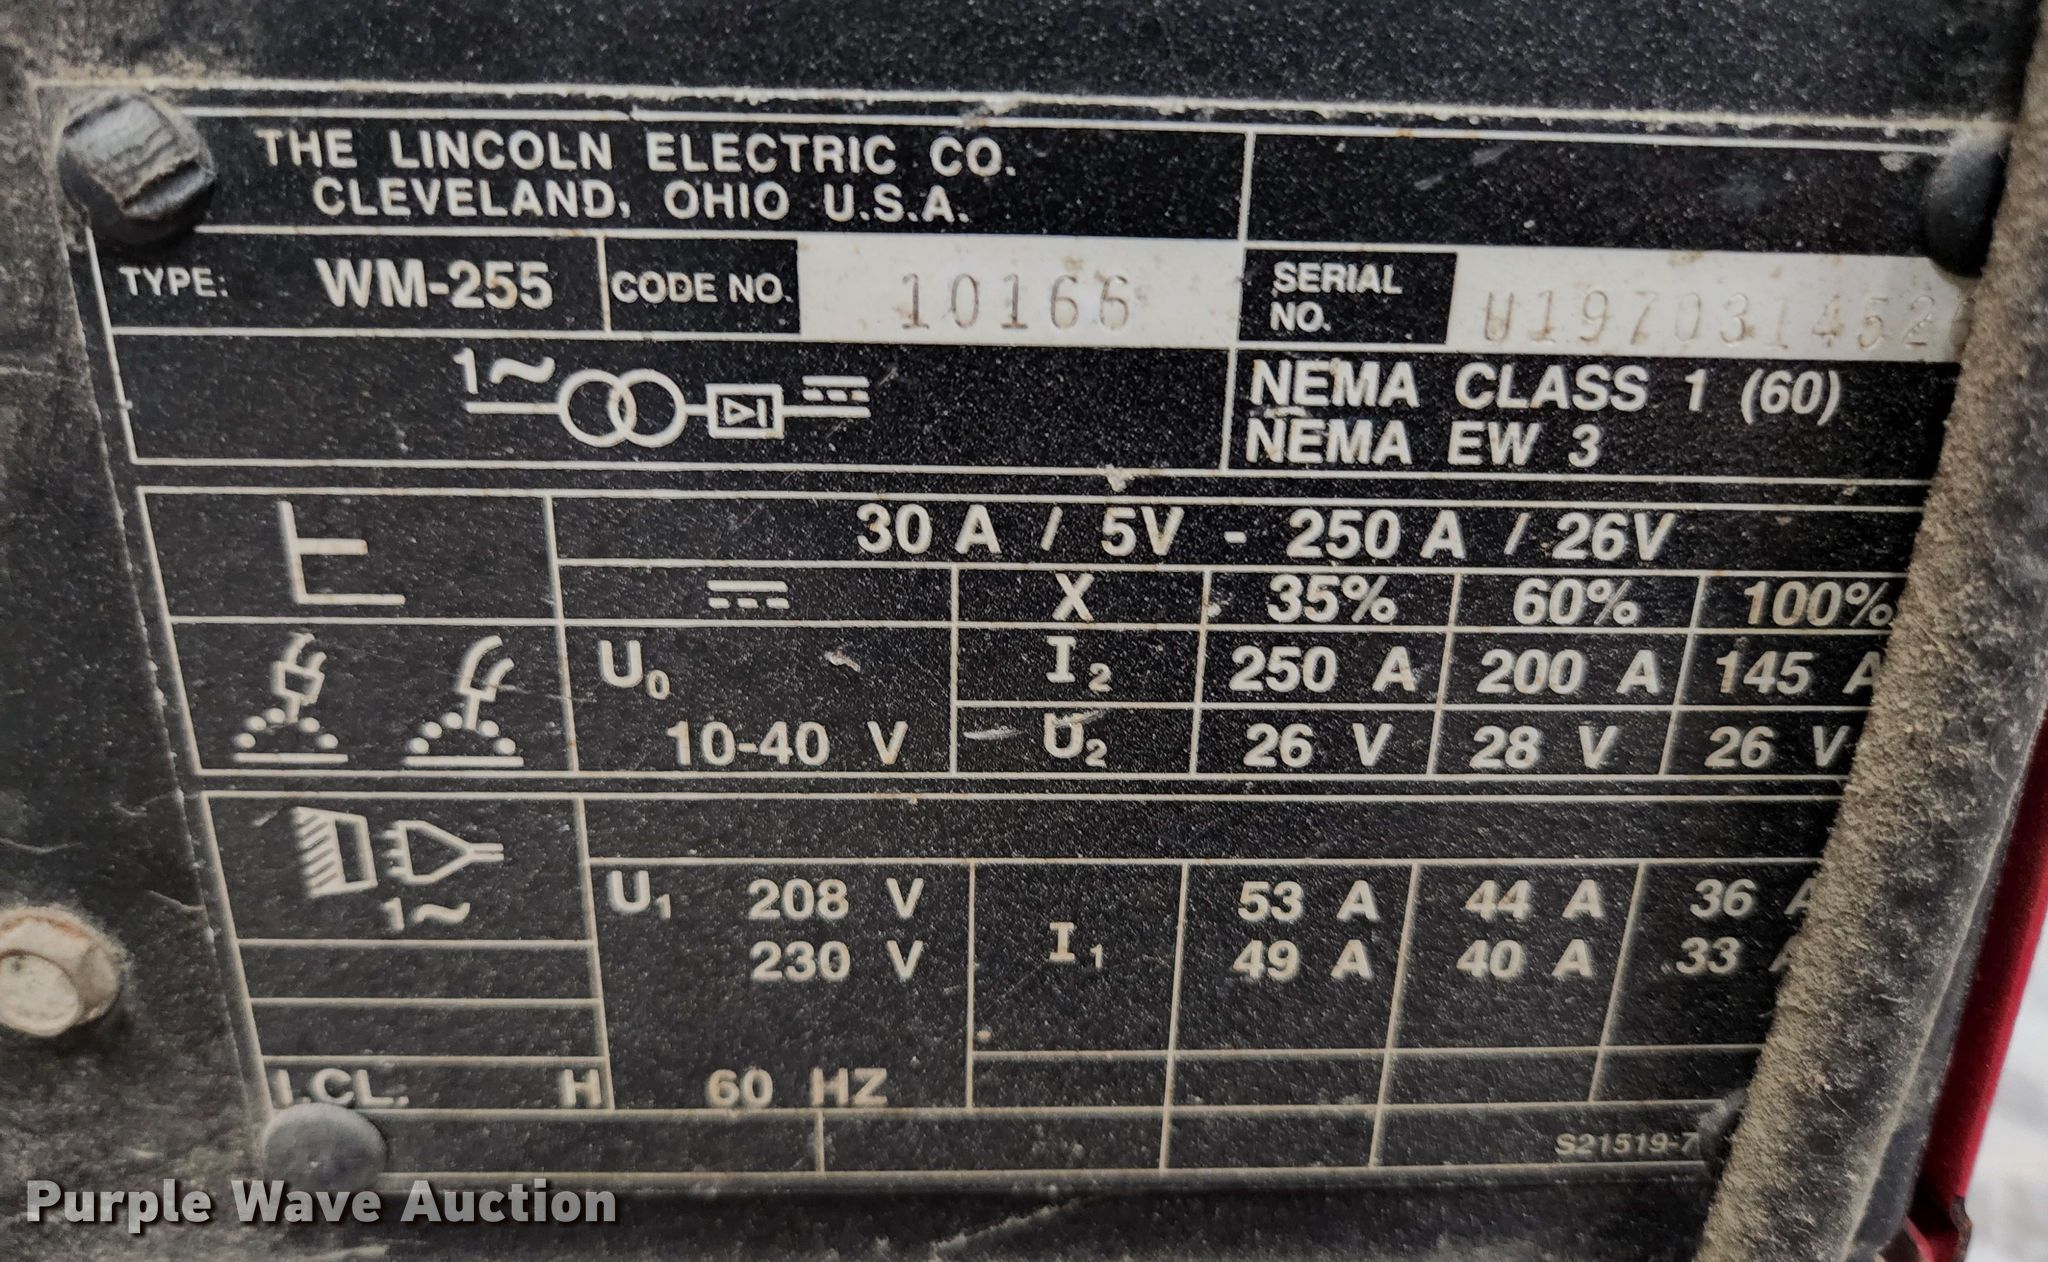 THE LINCOLN ELECTRIC CO.
CLEVELAND, OHIO U.S.A.
TYPE: WM-255 CODE NO. 10166 SERIAL NO.
1~
NEMA CLASS 1 (60)
NEMA EW 3
30 A / 5V - 250 A / 26V
X 35% 60% 100%
U0 I2 250 A 200 A 145 A
10-40 V U2 26 V 28 V 26 V
1~
U1 208 V I1 53 A 44 A 36 A
230 V 49 A 40 A 33 A
I.CL. H 60 HZ
S21519-7
Purple Wave Auction